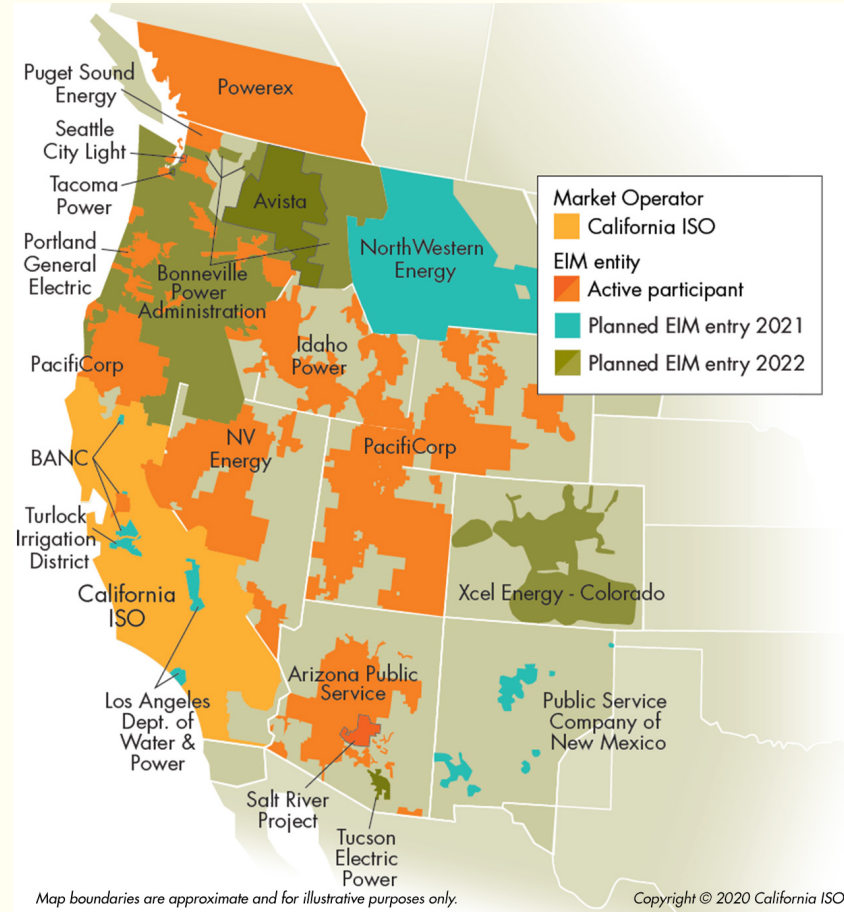 Powerex
Puget Sound
Energy
Seattle
City Light
Tacoma
Power
Avista
Portland
General
Electric
Bonneville
Power
Administration
NorthWestern
Energy
Market Operator
California ISO
EIM entity
Active participant
Planned EIM entry 2021
Planned EIM entry 2022
PacifiCorp
Idaho
Power
NV
Energy
PacifiCorp
BANC
Turlock
Irrigation
District
California
ISO
Xcel Energy - Colorado
Los Angeles
Dept. of
Water &
Power
Arizona Public
Service
Public Service
Company of
New Mexico
Salt River
Project
Tucson
Electric
Power
Map boundaries are approximate and for illustrative purposes only.
Copyright © 2020 California ISO